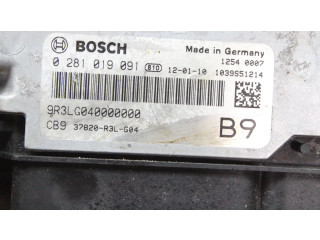 BOSCH Made in Germany
1254 0007
0 281 019 091 BTD 12-01-10 1039S51214
9R3LG040000000
CB9 37820-R3L-G04
B9